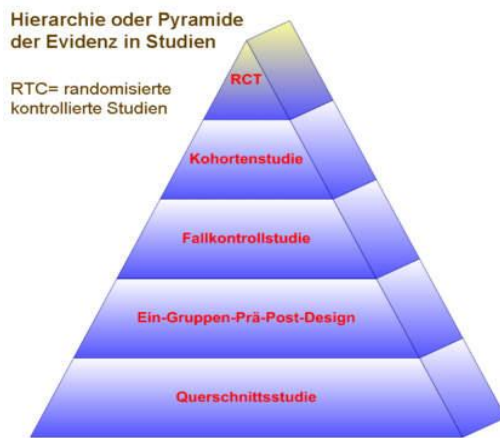 Hierarchie oder Pyramide
der Evidenz in Studien
RTC= randomisierte
kontrollierte Studien
RCT
Kohortenstudie
Fallkontrollstudie
Ein-Gruppen-Prä-Post-Design
Querschnittsstudie